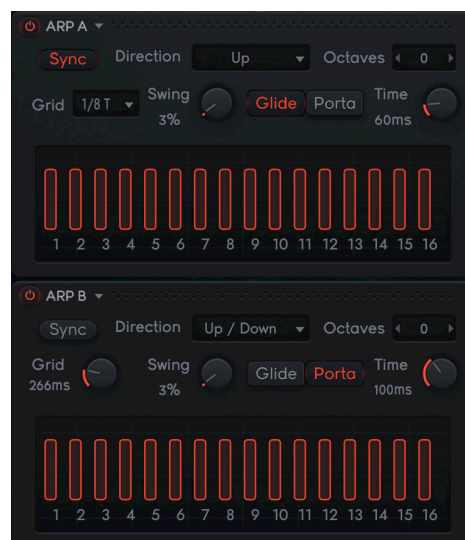 ARP A
Sync Direction Up Octaves 0
Grid 1/8 T Swing 3% Glide Porta Time 60ms
1 2 3 4 5 6 7 8 9 10 11 12 13 14 15 16
ARP B
Sync Direction Up / Down Octaves 0
Grid 266ms Swing 3% Glide Porta Time 100ms
1 2 3 4 5 6 7 8 9 10 11 12 13 14 15 16